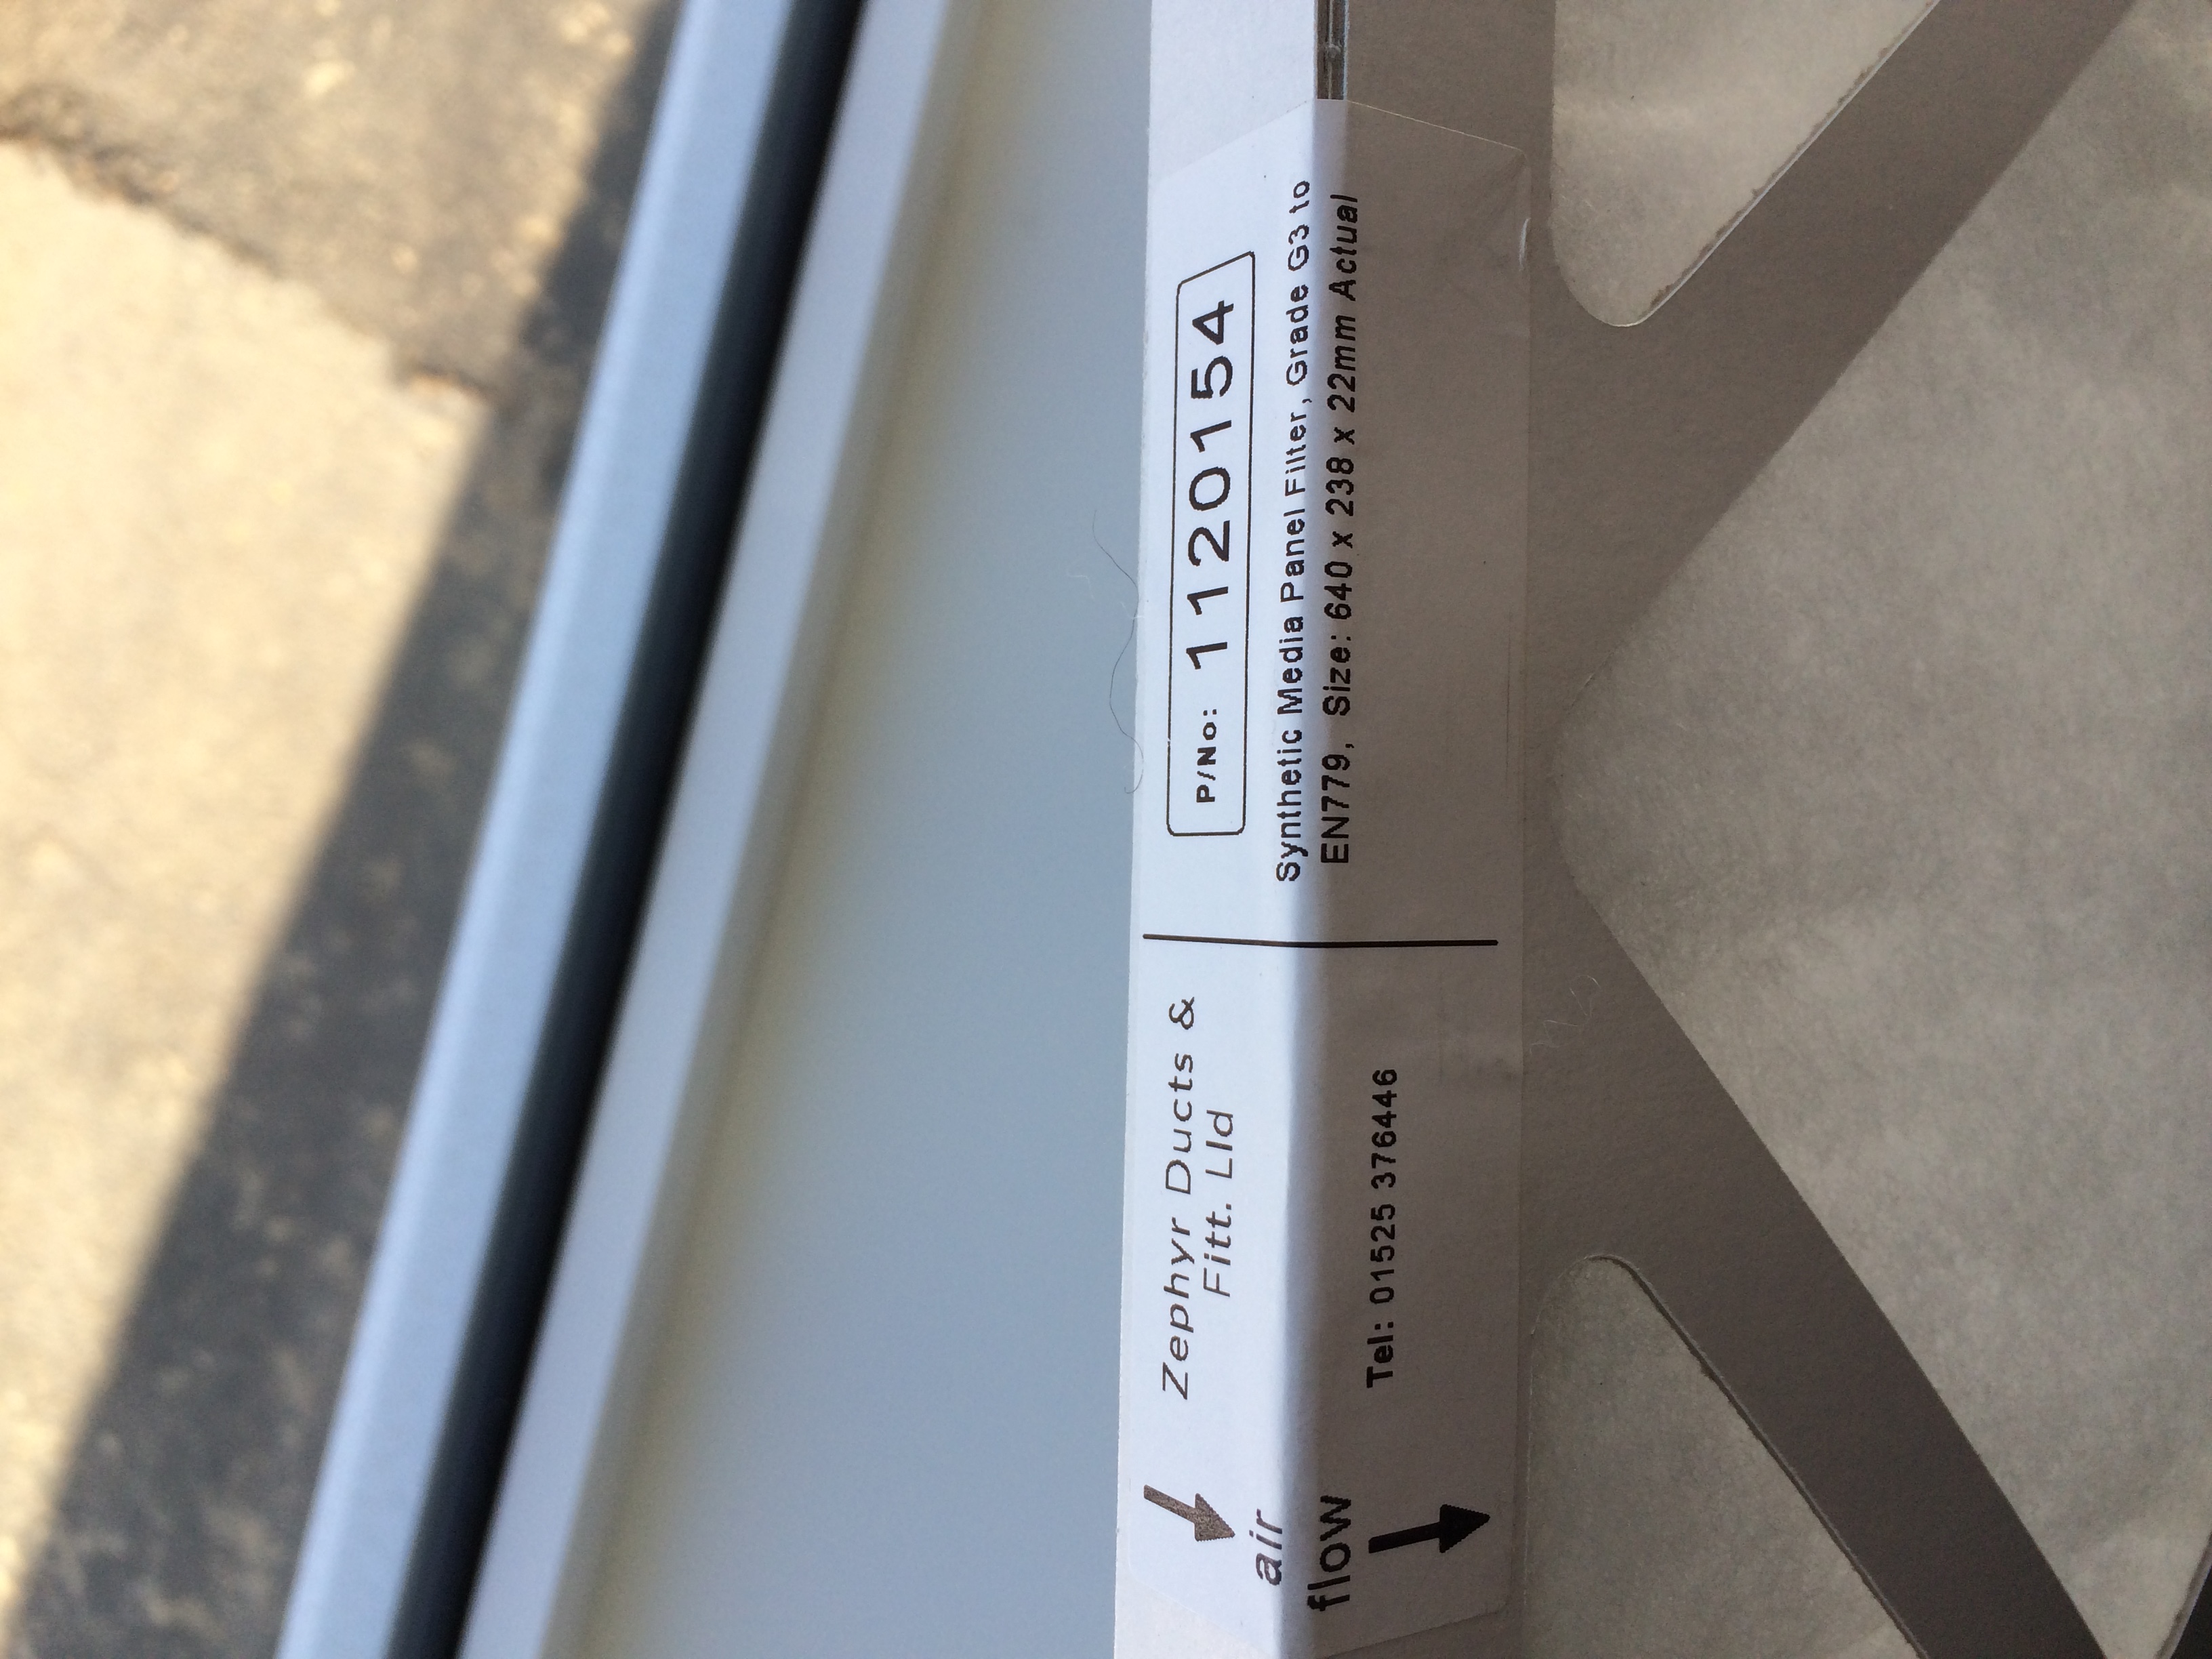 P/No: 1120154
Synthetic Media Panel Filter, Grade G3 to
EN779, Size: 640 x 238 x 22mm Actual
Zephyr Ducts &
Fitt. Lld
Tel: 01525 376446
air
flow